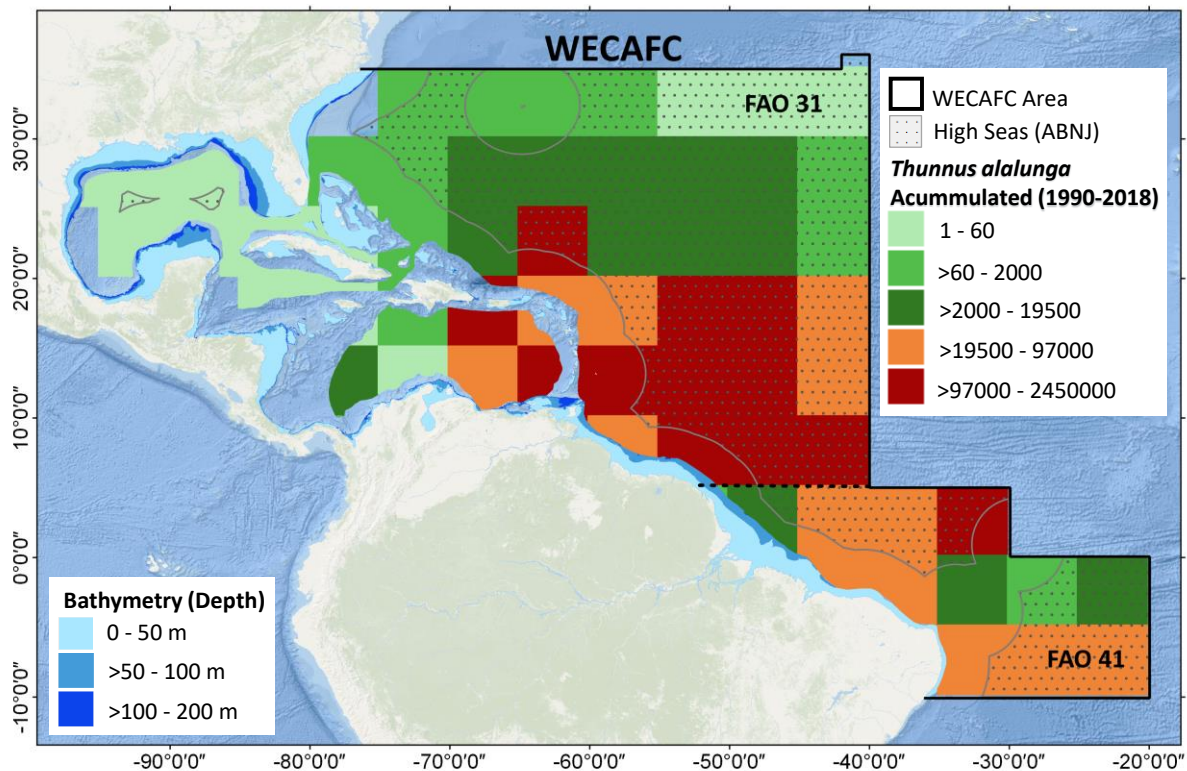 WECAFC
FAO 31
WECAFC Area
High Seas (ABNJ)
Thunnus alalunga
Acummulated (1990-2018)
1 - 60
>60 - 2000
>2000 - 19500
>19500 - 97000
>97000 - 2450000
30°0'0"
20°0'0"
10°0'0"
0°0'0"
-10°0'0"
Bathymetry (Depth)
0 - 50 m
>50 - 100 m
>100 - 200 m
FAO 41
-90°0'0" -80°0'0" -70°0'0" -60°0'0" -50°0'0" -40°0'0" -30°0'0" -20°0'0"